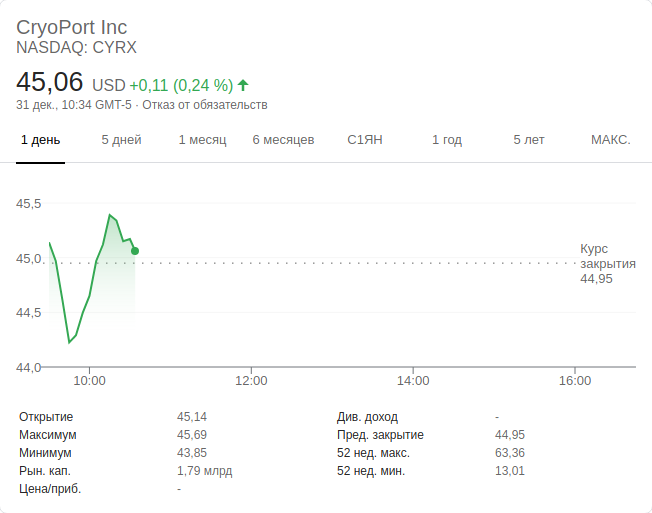 CryoPort Inc
NASDAQ: CYRX
45,06 USD +0,11 (0,24 %)
31 дек., 10:34 GMT-5 · Отказ от обязательств
1 день 5 дней 1 месяц 6 месяцев С1ЯН 1 год 5 лет МАКС.
45,5
45,0
44,5
44,0
Курс
закрытия
44,95
10:00 12:00 14:00 16:00
Открытие 45,14 Див. доход -
Максимум 45,69 Пред. закрытие 44,95
Минимум 43,85 52 нед. макс. 63,36
Рын. кап. 1,79 млрд 52 нед. мин. 13,01
Цена/приб. -